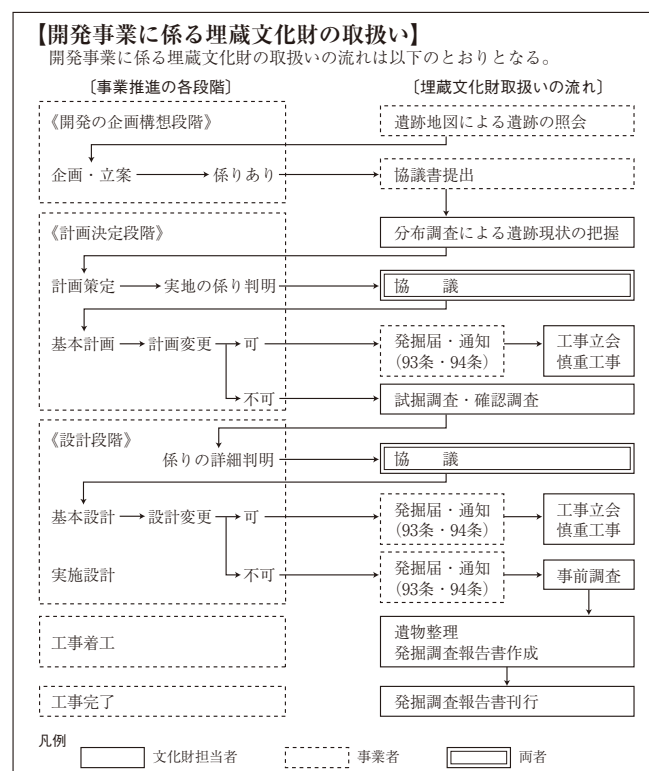 【開発事業に係る埋蔵文化財の取扱い】
開発事業に係る埋蔵文化財の取扱いの流れは以下のとおりとなる。
〔事業推進の各段階〕 〔埋蔵文化財取扱いの流れ〕
《開発の企画構想段階》 遺跡地図による遺跡の照会
企画・立案 係りあり 協議書提出
《計画決定段階》 分布調査による遺跡現状の把握
計画策定 実地の係り判明 協　議
基本計画 計画変更 可 発掘届・通知 工事立会
(93条・94条) 慎重工事
不可 試掘調査・確認調査
《設計段階》
係りの詳細判明 協　議
基本設計 設計変更 可 発掘届・通知 工事立会
(93条・94条) 慎重工事
実施設計 不可 発掘届・通知 事前調査
(93条・94条)
工事着工 遺物整理
発掘調査報告書作成
工事完了 発掘調査報告書刊行
凡例
文化財担当者 事業者 両者